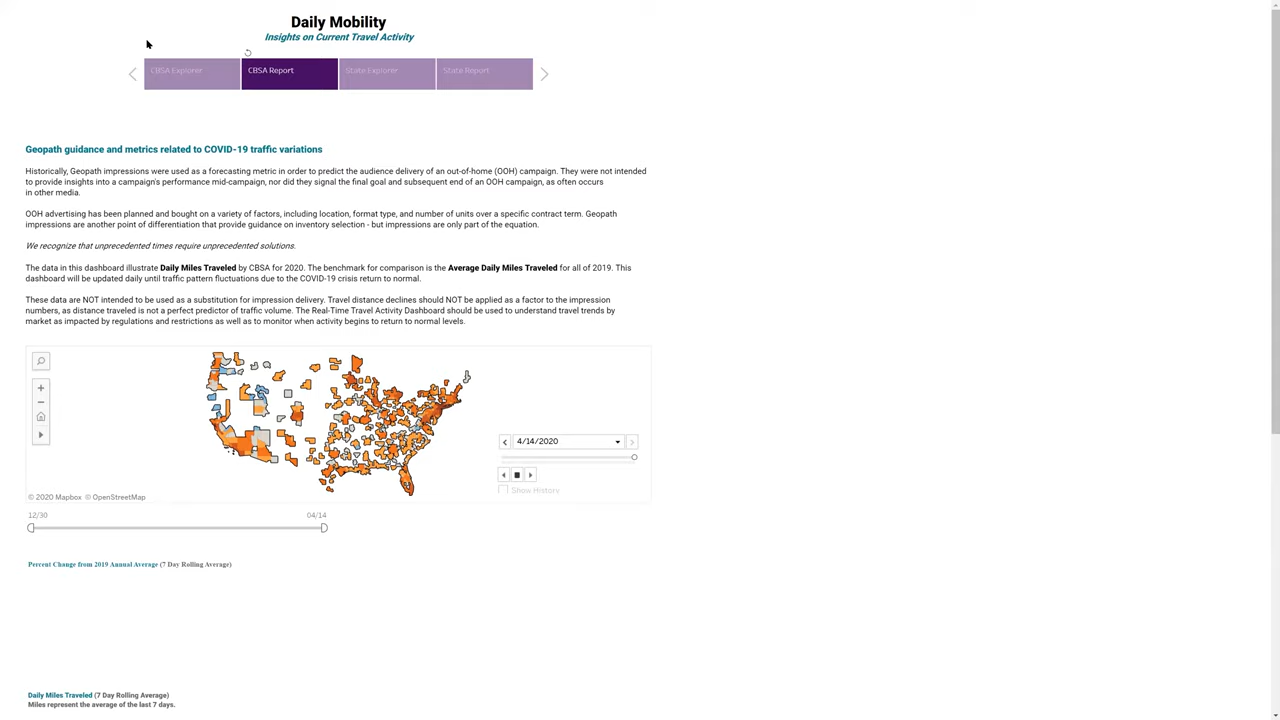 Daily Mobility
Insights on Current Travel Activity
CBSA Explorer
CBSA Report
State Explorer
State Report
Geopath guidance and metrics related to COVID-19 traffic variations
Historically, Geopath impressions were used as a forecasting metric in order to predict the audience delivery of an out-of-home (OOH) campaign. They were not intended
to provide insights into a campaign's performance mid-campaign, nor did they signal the final goal and subsequent end of an OOH campaign, as often occurs
in other media.
OOH advertising has been planned and bought on a variety of factors, including location, format type, and number of units over a specific contract term. Geopath
impressions are another point of differentiation that provide guidance on inventory selection - but impressions are only part of the equation.
We recognize that unprecedented times require unprecedented solutions.
The data in this dashboard illustrate Daily Miles Traveled by CBSA for 2020. The benchmark for comparison is the Average Daily Miles Traveled for all of 2019. This
dashboard will be updated daily until traffic pattern fluctuations due to the COVID-19 crisis return to normal.
These data are NOT intended to be used as a substitution for impression delivery. Travel distance declines should NOT be applied as a factor to the impression
numbers, as distance traveled is not a perfect predictor of traffic volume. The Real-Time Travel Activity Dashboard should be used to understand travel trends by
market as impacted by regulations and restrictions as well as to monitor when activity begins to return to normal levels.
4/14/2020
Show History
© 2020 Mapbox © OpenStreetMap
12/30
04/14
Percent Change from 2019 Annual Average (7 Day Rolling Average)
Daily Miles Traveled (7 Day Rolling Average)
Miles represent the average of the last 7 days.